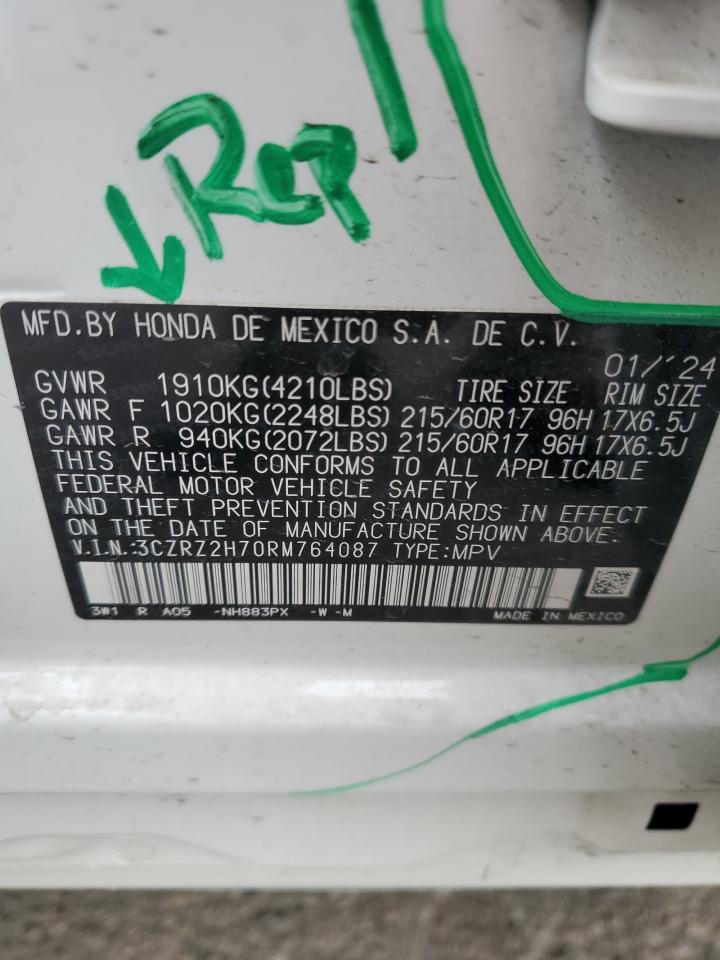 Rep
MFD.BY HONDA DE MEXICO S.A. DE C.V.
01/'24
GVWR 1910KG(4210LBS) TIRE SIZE RIM SIZE
GAWR F 1020KG(2248LBS) 215/60R17 96H 17X6.5J
GAWR R 940KG(2072LBS) 215/60R17 96H 17X6.5J
THIS VEHICLE CONFORMS TO ALL APPLICABLE
FEDERAL MOTOR VEHICLE SAFETY
AND THEFT PREVENTION STANDARDS IN EFFECT
ON THE DATE OF MANUFACTURE SHOWN ABOVE.
V.I.N.:3CZRZ2H70RM764087 TYPE:MPV
3W1 R A05 -NH883PX -W -M MADE IN MEXICO